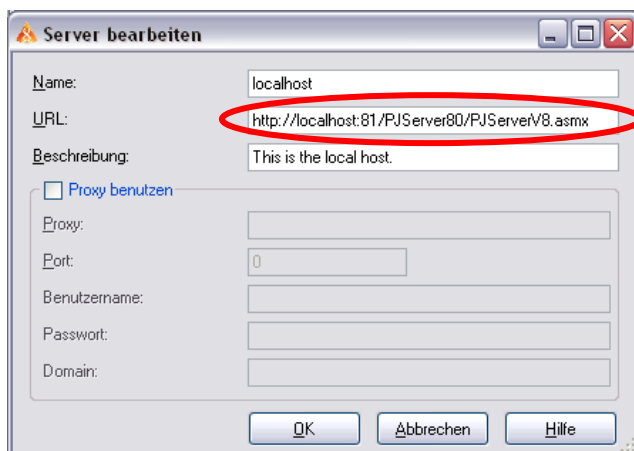 Server bearbeiten
Name: localhost
URL: http://localhost:81/PJServer80/PJServerV8.asmx
Beschreibung: This is the local host.
Proxy benutzen
Proxy:
Port: 0
Benutzername:
Passwort:
Domain:
OK Abbrechen Hilfe